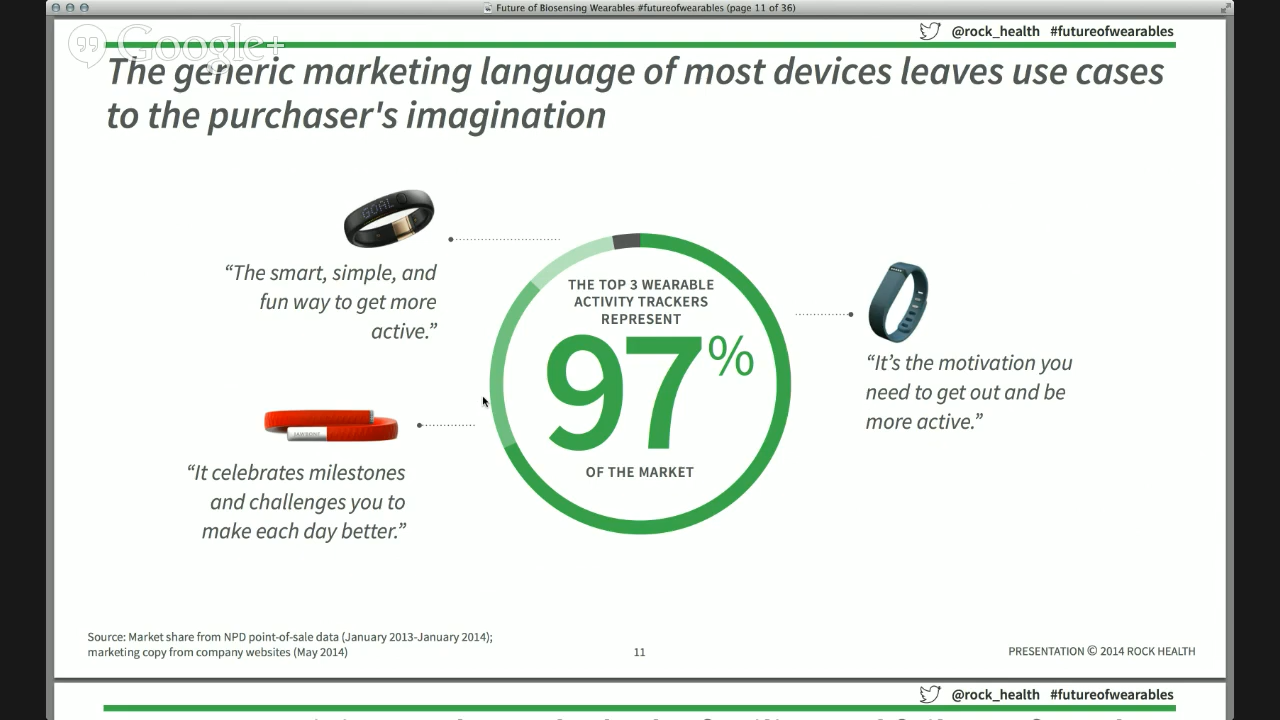 Future of Biosensing Wearables #futureofwearables (page 11 of 36)
@rock_health #futureofwearables
Google+
The generic marketing language of most devices leaves use cases
to the purchaser's imagination
GOAL
“The smart, simple, and
fun way to get more
active.”
THE TOP 3 WEARABLE
ACTIVITY TRACKERS
REPRESENT
97%
OF THE MARKET
“It’s the motivation you
need to get out and be
more active.”
JAWBONE
“It celebrates milestones
and challenges you to
make each day better.”
Source: Market share from NPD point-of-sale data (January 2013-January 2014);
marketing copy from company websites (May 2014)
11
PRESENTATION © 2014 ROCK HEALTH
@rock_health #futureofwearables